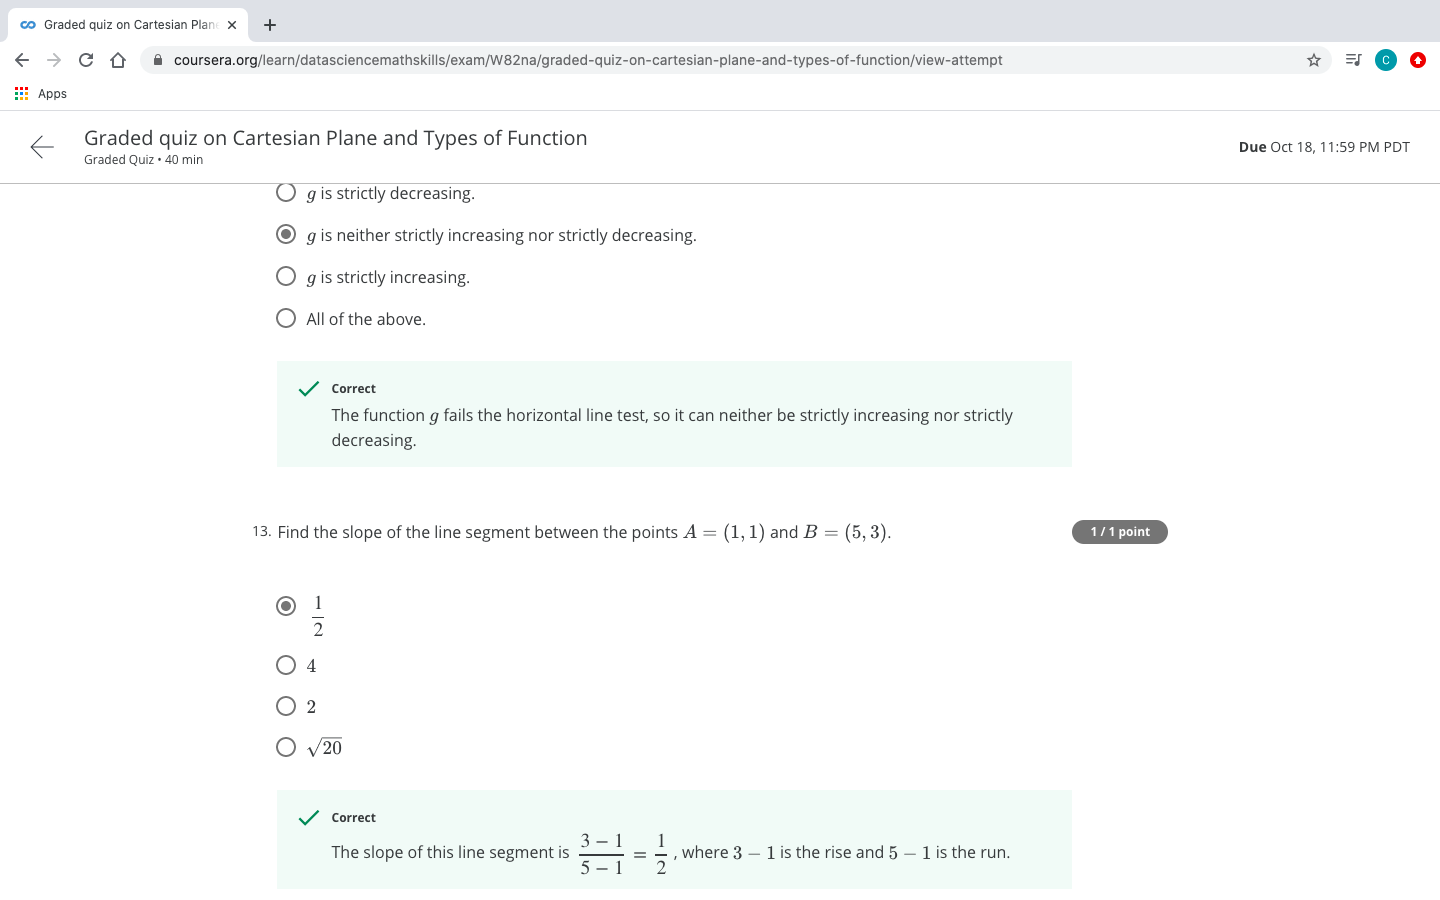 Graded quiz on Cartesian Plan
coursera.org/learn/datasciencemathskills/exam/W82na/graded-quiz-on-cartesian-plane-and-types-of-function/view-attempt
C
Apps
Graded quiz on Cartesian Plane and Types of Function
Graded Quiz • 40 min
Due Oct 18, 11:59 PM PDT
g is strictly decreasing.
g is neither strictly increasing nor strictly decreasing.
g is strictly increasing.
All of the above.
Correct
The function g fails the horizontal line test, so it can neither be strictly increasing nor strictly
decreasing.
13. Find the slope of the line segment between the points A = (1, 1) and B = (5, 3).
1 / 1 point
1/2
4
2
√20
Correct
The slope of this line segment is (3 − 1)/(5 − 1) = 1/2, where 3 − 1 is the rise and 5 − 1 is the run.